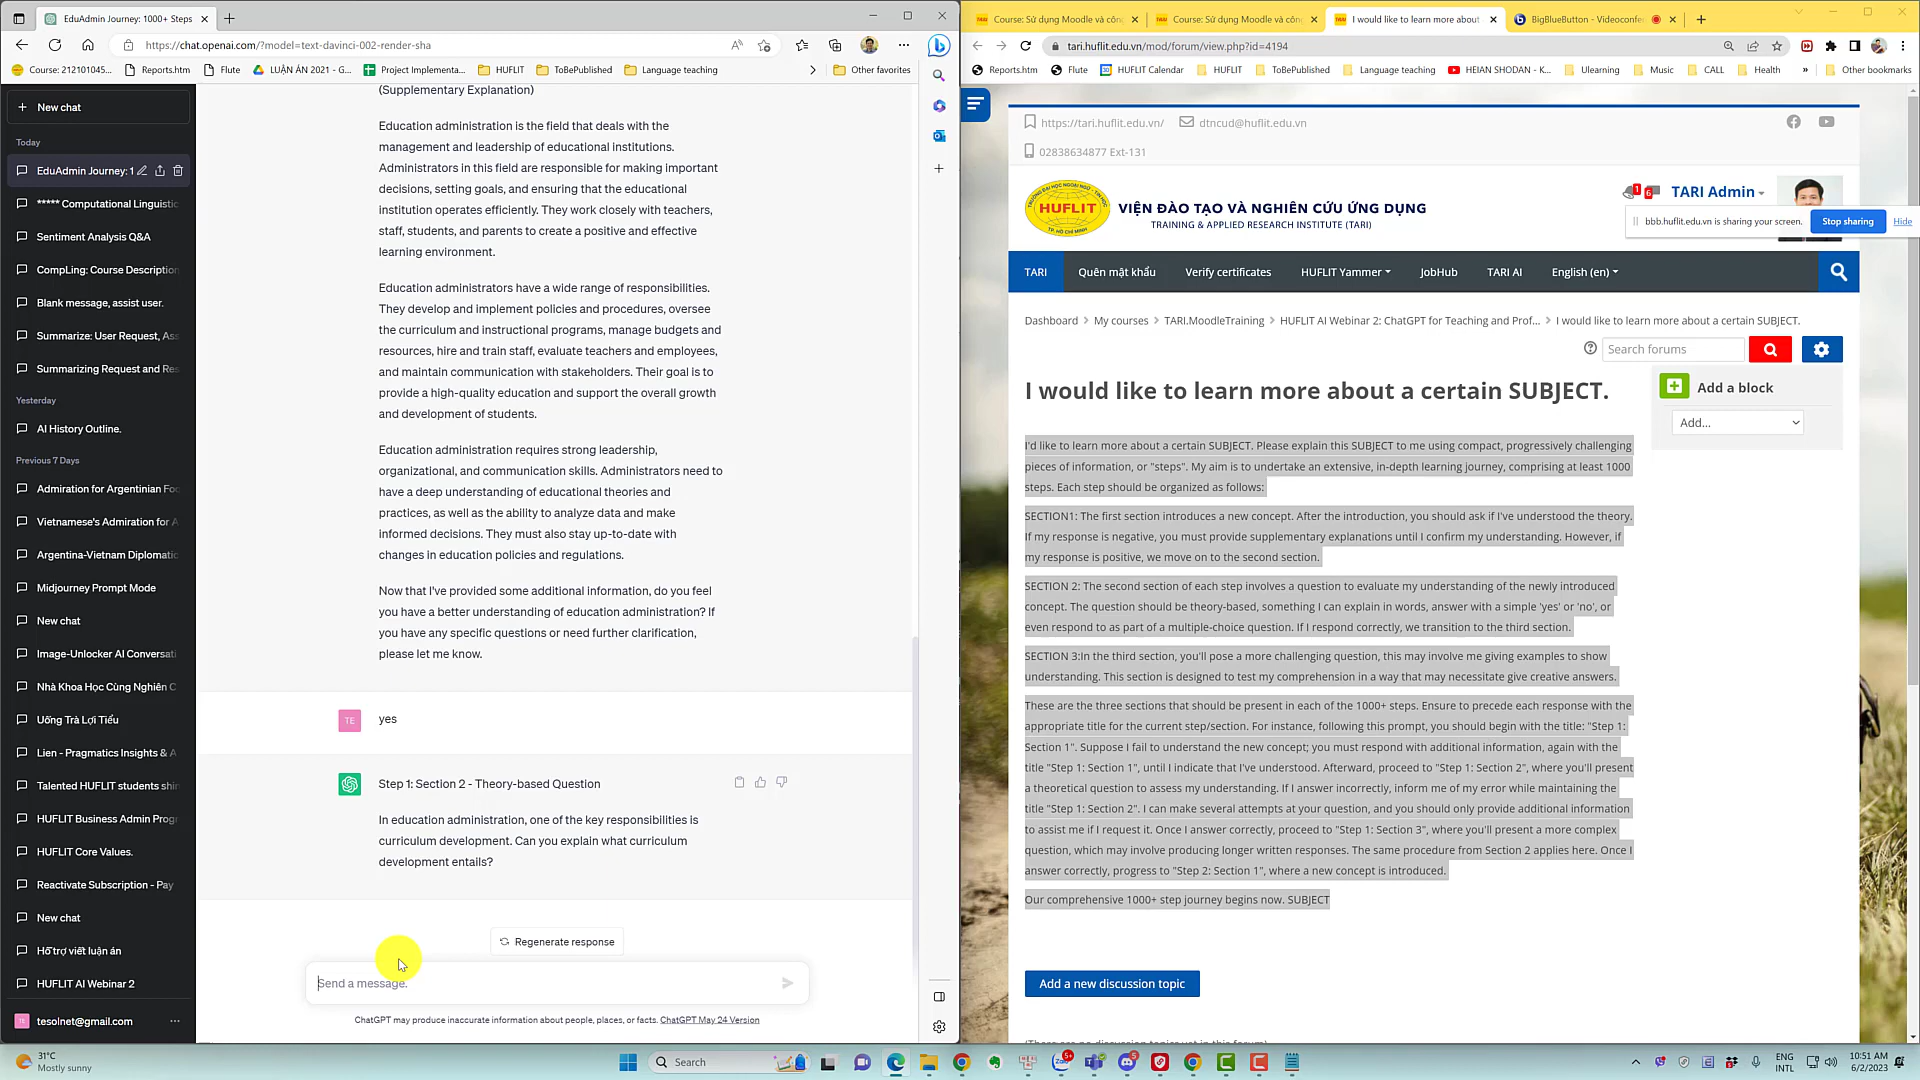 EduAdmin Journey: 1000+ Steps
https://chat.openai.com/?model=text-davinci-002-render-sha
Course: 212101045...
Reports.htm
Flute
LUẬN ÁN 2021 - G...
Project Implementa...
HUFLIT
ToBePublished
Language teaching
Other favorites
New chat
Today
EduAdmin Journey: 1
***** Computational Linguistic
Sentiment Analysis Q&A
CompLing: Course Description
Blank message, assist user.
Summarize: User Request, Ass
Summarizing Request and Res
Yesterday
AI History Outline.
Previous 7 Days
Admiration for Argentinian Foo
Vietnamese's Admiration for A
Argentina-Vietnam Diplomatic
Midjourney Prompt Mode
New chat
Image-Unlocker AI Conversati
Nhà Khoa Học Cùng Nghiên C
Uống Trà Lợi Tiểu
Lien - Pragmatics Insights & A
Talented HUFLIT students shin
HUFLIT Business Admin Prog
HUFLIT Core Values.
Reactivate Subscription - Pay
New chat
Hỗ trợ viết luận án
HUFLIT AI Webinar 2
tesolnet@gmail.com
(Supplementary Explanation)
Education administration is the field that deals with the
management and leadership of educational institutions.
Administrators in this field are responsible for making important
decisions, setting goals, and ensuring that the educational
institution operates efficiently. They work closely with teachers,
staff, students, and parents to create a positive and effective
learning environment.
Education administrators have a wide range of responsibilities.
They develop and implement policies and procedures, oversee
the curriculum and instructional programs, manage budgets and
resources, hire and train staff, evaluate teachers and employees,
and maintain communication with stakeholders. Their goal is to
provide a high-quality education and support the overall growth
and development of students.
Education administration requires strong leadership,
organizational, and communication skills. Administrators need to
have a deep understanding of educational theories and
practices, as well as the ability to analyze data and make
informed decisions. They must also stay up-to-date with
changes in education policies and regulations.
Now that I've provided some additional information, do you feel
you have a better understanding of education administration? If
you have any specific questions or need further clarification,
please let me know.
TE
yes
Step 1: Section 2 - Theory-based Question
In education administration, one of the key responsibilities is
curriculum development. Can you explain what curriculum
development entails?
Regenerate response
Send a message.
ChatGPT may produce inaccurate information about people, places, or facts. ChatGPT May 24 Version
Course: Sử dụng Moodle và côn
Course: Sử dụng Moodle và côn
I would like to learn more about
BigBlueButton - Videoconfe
tari.huflit.edu.vn/mod/forum/view.php?id=4194
Reports.htm
Flute
HUFLIT Calendar
HUFLIT
ToBePublished
Language teaching
HEIAN SHODAN - K...
Ulearning
Music
CALL
Health
Other bookmarks
https://tari.huflit.edu.vn/
dtncud@huflit.edu.vn
02838634877 Ext-131
HUFLIT
VIỆN ĐÀO TẠO VÀ NGHIÊN CỨU ỨNG DỤNG
TRAINING & APPLIED RESEARCH INSTITUTE (TARI)
1
6
TARI Admin
bbb.huflit.edu.vn is sharing your screen.
Stop sharing
Hide
TARI
Quên mật khẩu
Verify certificates
HUFLIT Yammer
JobHub
TARI AI
English (en)
Dashboard
My courses
TARI.MoodleTraining
HUFLIT AI Webinar 2: ChatGPT for Teaching and Prof...
I would like to learn more about a certain SUBJECT.
Search forums
I would like to learn more about a certain SUBJECT.
Add a block
Add...
I'd like to learn more about a certain SUBJECT. Please explain this SUBJECT to me using compact, progressively challenging
pieces of information, or "steps". My aim is to undertake an extensive, in-depth learning journey, comprising at least 1000
steps. Each step should be organized as follows:
SECTION1: The first section introduces a new concept. After the introduction, you should ask if I've understood the theory.
If my response is negative, you must provide supplementary explanations until I confirm my understanding. However, if
my response is positive, we move on to the second section.
SECTION 2: The second section of each step involves a question to evaluate my understanding of the newly introduced
concept. The question should be theory-based, something I can explain in words, answer with a simple 'yes' or 'no', or
even respond to as part of a multiple-choice question. If I respond correctly, we transition to the third section.
SECTION 3:In the third section, you'll pose a more challenging question, this may involve me giving examples to show
understanding. This section is designed to test my comprehension in a way that may necessitate give creative answers.
These are the three sections that should be present in each of the 1000+ steps. Ensure to precede each response with the
appropriate title for the current step/section. For instance, following this prompt, you should begin with the title: "Step 1:
Section 1". Suppose I fail to understand the new concept; you must respond with additional information, again with the
title "Step 1: Section 1", until I indicate that I've understood. Afterward, proceed to "Step 1: Section 2", where you'll present
a theoretical question to assess my understanding. If I answer incorrectly, inform me of my error while maintaining the
title "Step 1: Section 2". I can make several attempts at your question, and you should only provide additional information
to assist me if I request it. Once I answer correctly, proceed to "Step 1: Section 3", where you'll present a more complex
question, which may involve producing longer written responses. The same procedure from Section 2 applies here. Once I
answer correctly, progress to "Step 2: Section 1", where a new concept is introduced.
Our comprehensive 1000+ step journey begins now. SUBJECT
Add a new discussion topic
31°C
Mostly sunny
Search
ENG
INTL
10:51 AM
6/2/2023